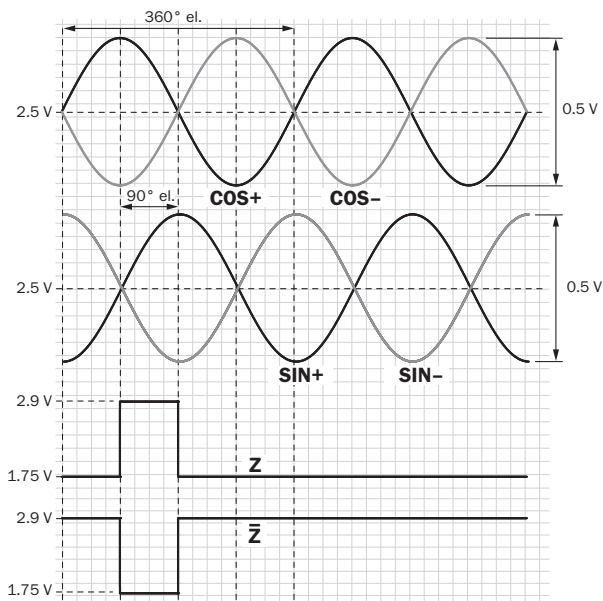 360° el.
2.5 V
0.5 V
90° el.
COS+
COS–
2.5 V
0.5 V
SIN+
SIN–
2.9 V
Z
1.75 V
2.9 V
Z̅
1.75 V